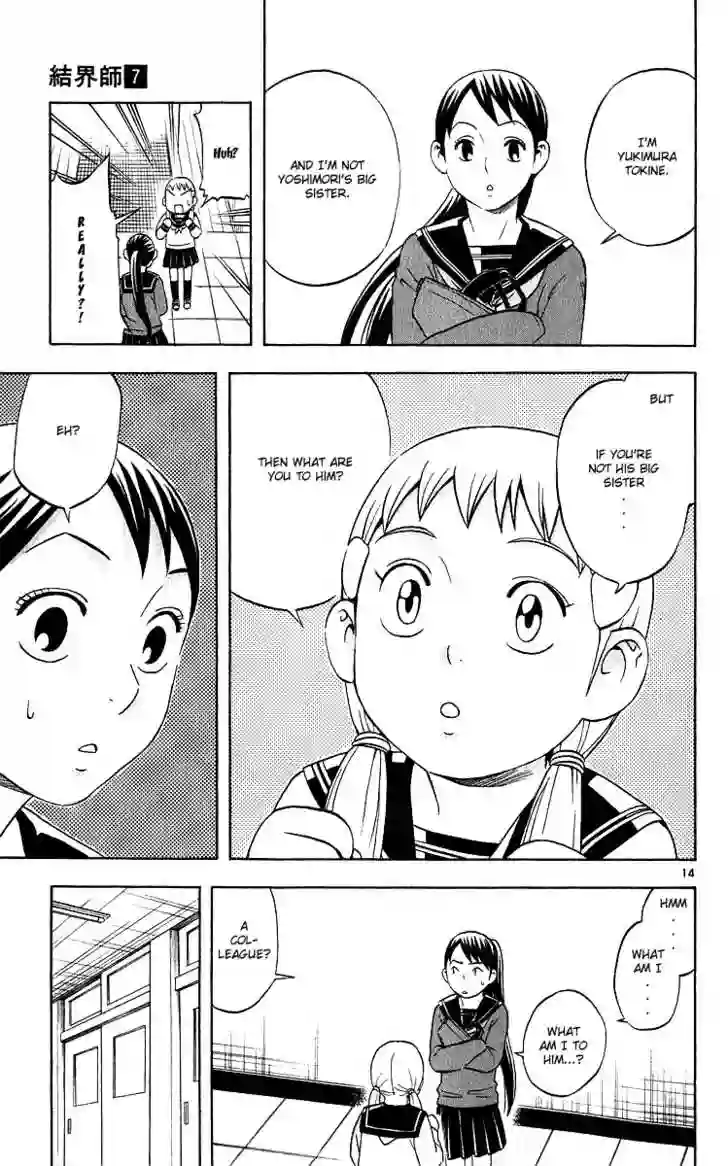 結界師7
I'M
YUKIMURA
TOKINE.
AND I'M NOT
YOSHIMORI'S BIG
SISTER.
Huh?
REALLY?!
BUT
IF YOU'RE
NOT HIS BIG
SISTER
....
THEN WHAT ARE
YOU TO HIM?
EH?
14
HMM
....
WHAT
AM I
....
WHAT
AM I TO
HIM...?
A
COL-
LEAGUE?